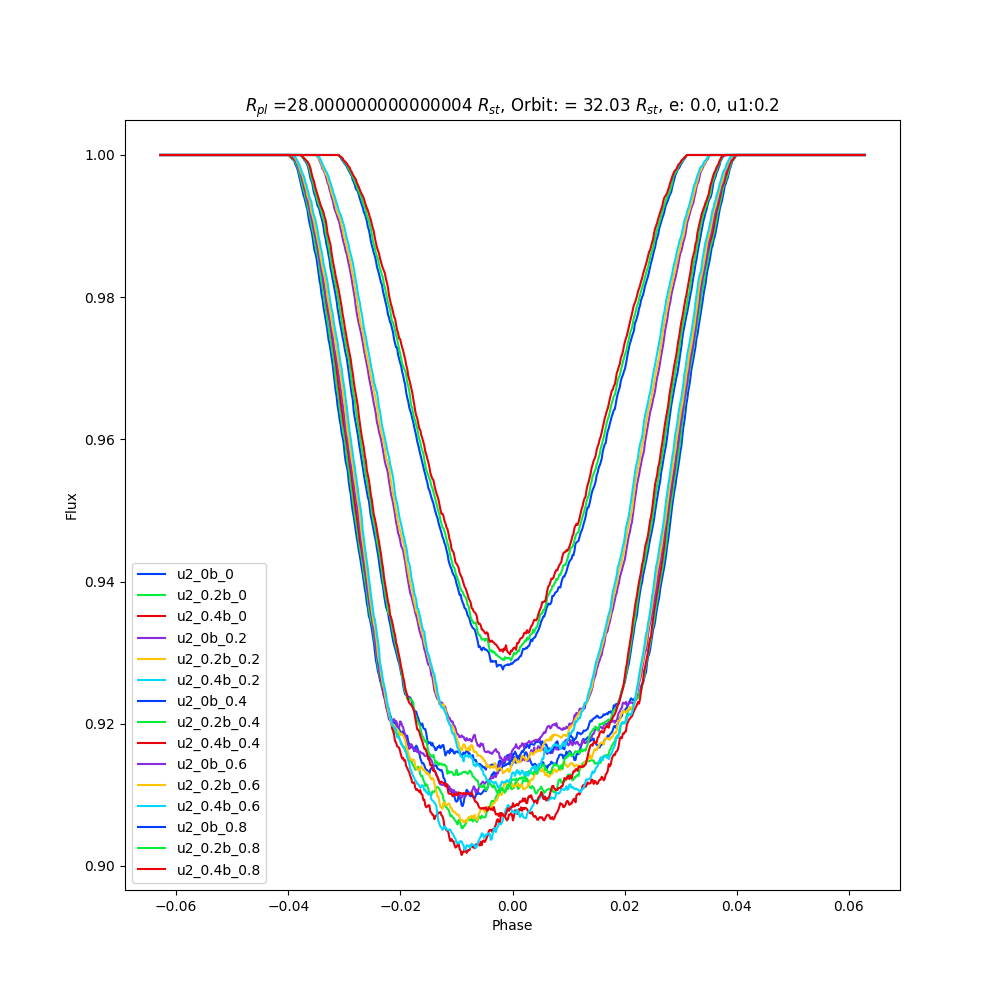 R_pl =28.000000000000004 R_st, Orbit: = 32.03 R_st, e: 0.0, u1:0.2
1.00
0.98
0.96
0.94
0.92
0.90
Flux
u2_0b_0
u2_0.2b_0
u2_0.4b_0
u2_0b_0.2
u2_0.2b_0.2
u2_0.4b_0.2
u2_0b_0.4
u2_0.2b_0.4
u2_0.4b_0.4
u2_0b_0.6
u2_0.2b_0.6
u2_0.4b_0.6
u2_0b_0.8
u2_0.2b_0.8
u2_0.4b_0.8
−0.06 −0.04 −0.02 0.00 0.02 0.04 0.06
Phase